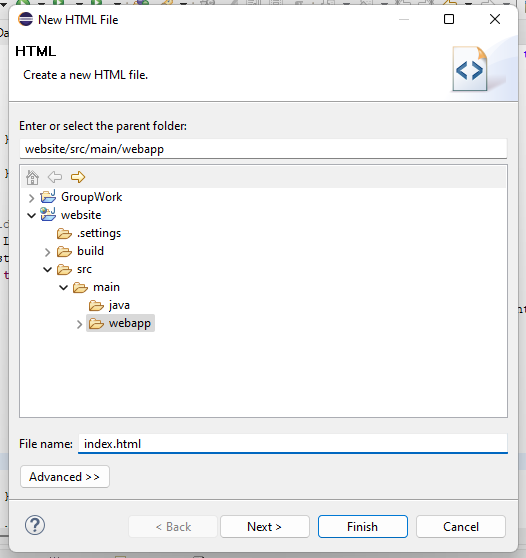 New HTML File
HTML
Create a new HTML file.
Enter or select the parent folder:
website/src/main/webapp
GroupWork
website
.settings
build
src
main
java
webapp
File name: index.html
Advanced >>
< Back Next > Finish Cancel